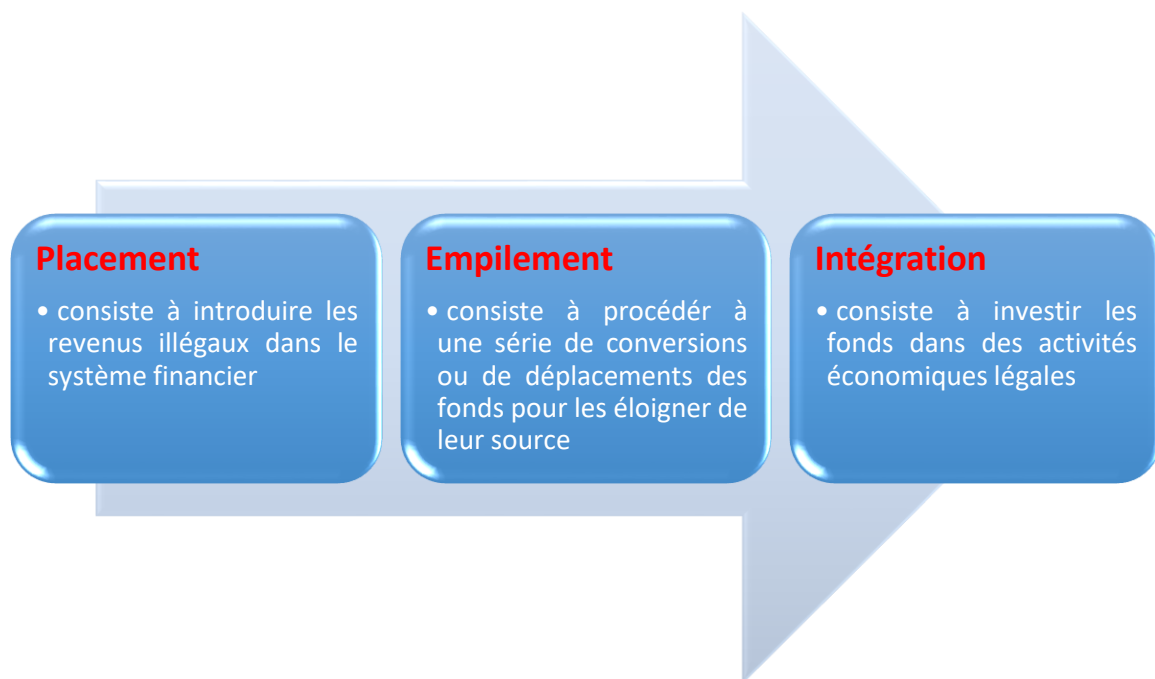 Placement
• consiste à introduire les
revenus illégaux dans le
système financier
Empilement
• consiste à procédér à
une série de conversions
ou de déplacements des
fonds pour les éloigner de
leur source
Intégration
• consiste à investir les
fonds dans des activités
économiques légales